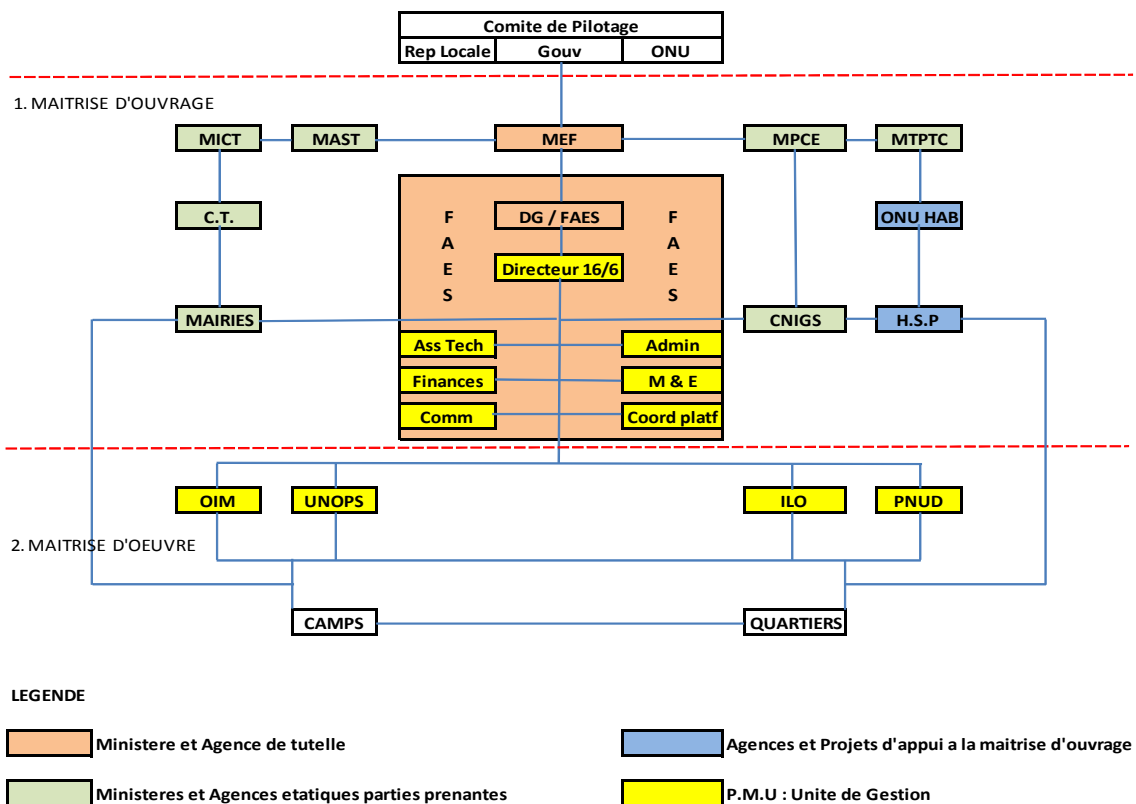 Comite de Pilotage
Rep Locale Gouv ONU
1. MAITRISE D'OUVRAGE
MICT MAST MEF MPCE MTPTC
C.T. F DG / FAES F ONU HAB
A A
E Directeur 16/6 E
S S
MAIRIES CNIGS H.S.P
Ass Tech Admin
Finances M & E
Comm Coord platf
OIM UNOPS ILO PNUD
2. MAITRISE D'OEUVRE
CAMPS QUARTIERS
LEGENDE
Ministere et Agence de tutelle Agences et Projets d'appui a la maitrise d'ouvrage
Ministeres et Agences etatiques parties prenantes P.M.U : Unite de Gestion